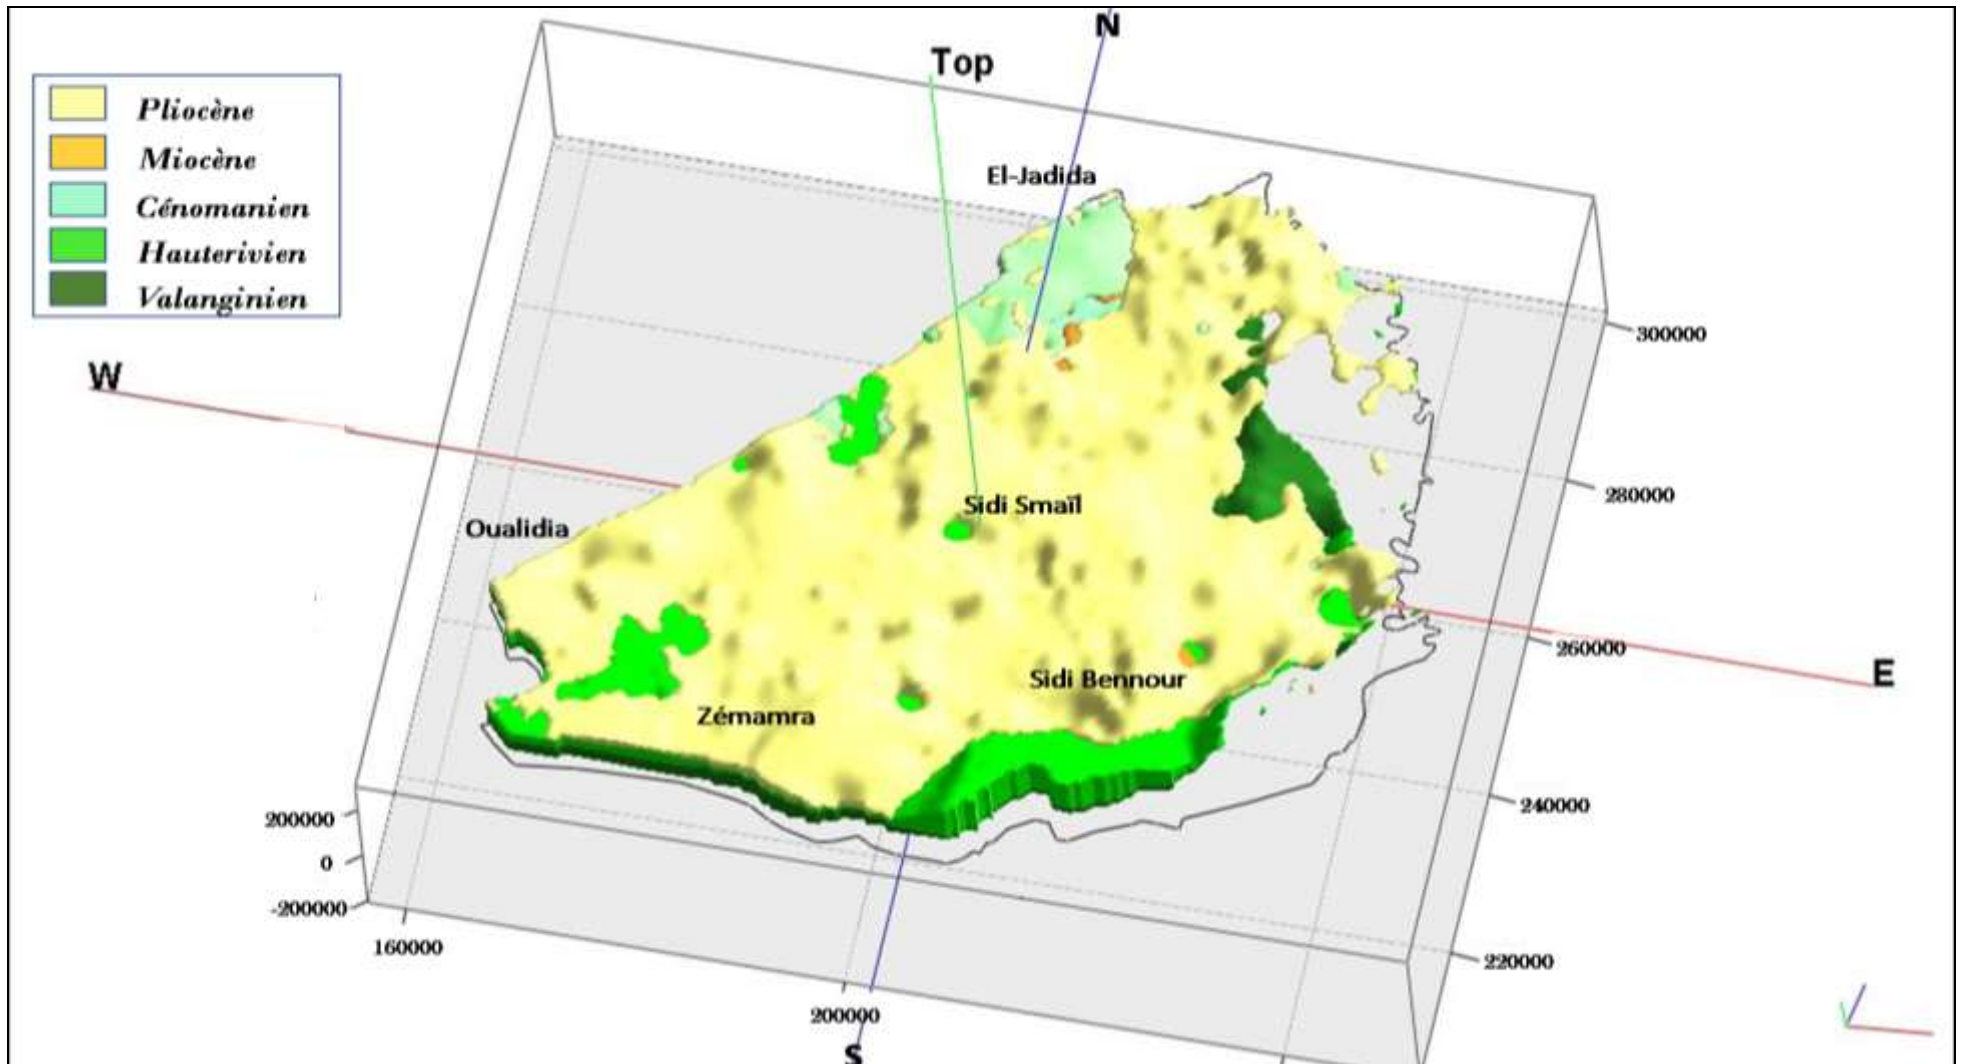 N
Top
Pliocène
Miocène
Cénomanien
Hauterivien
Valanginien
El-Jadida
300000
W
280000
Sidi Smaïl
Oualidia
260000
E
Sidi Bennour
Zémamra
240000
200000
0
-200000
160000
220000
200000
S